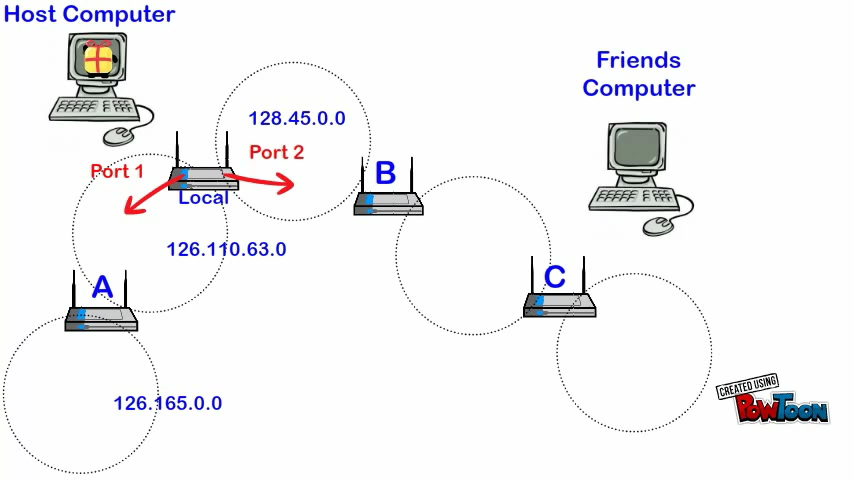 Host Computer
Friends
Computer
128.45.0.0
Port 1
Port 2
Local
B
126.110.63.0
A
C
126.165.0.0
CREATED USING
POWTOON